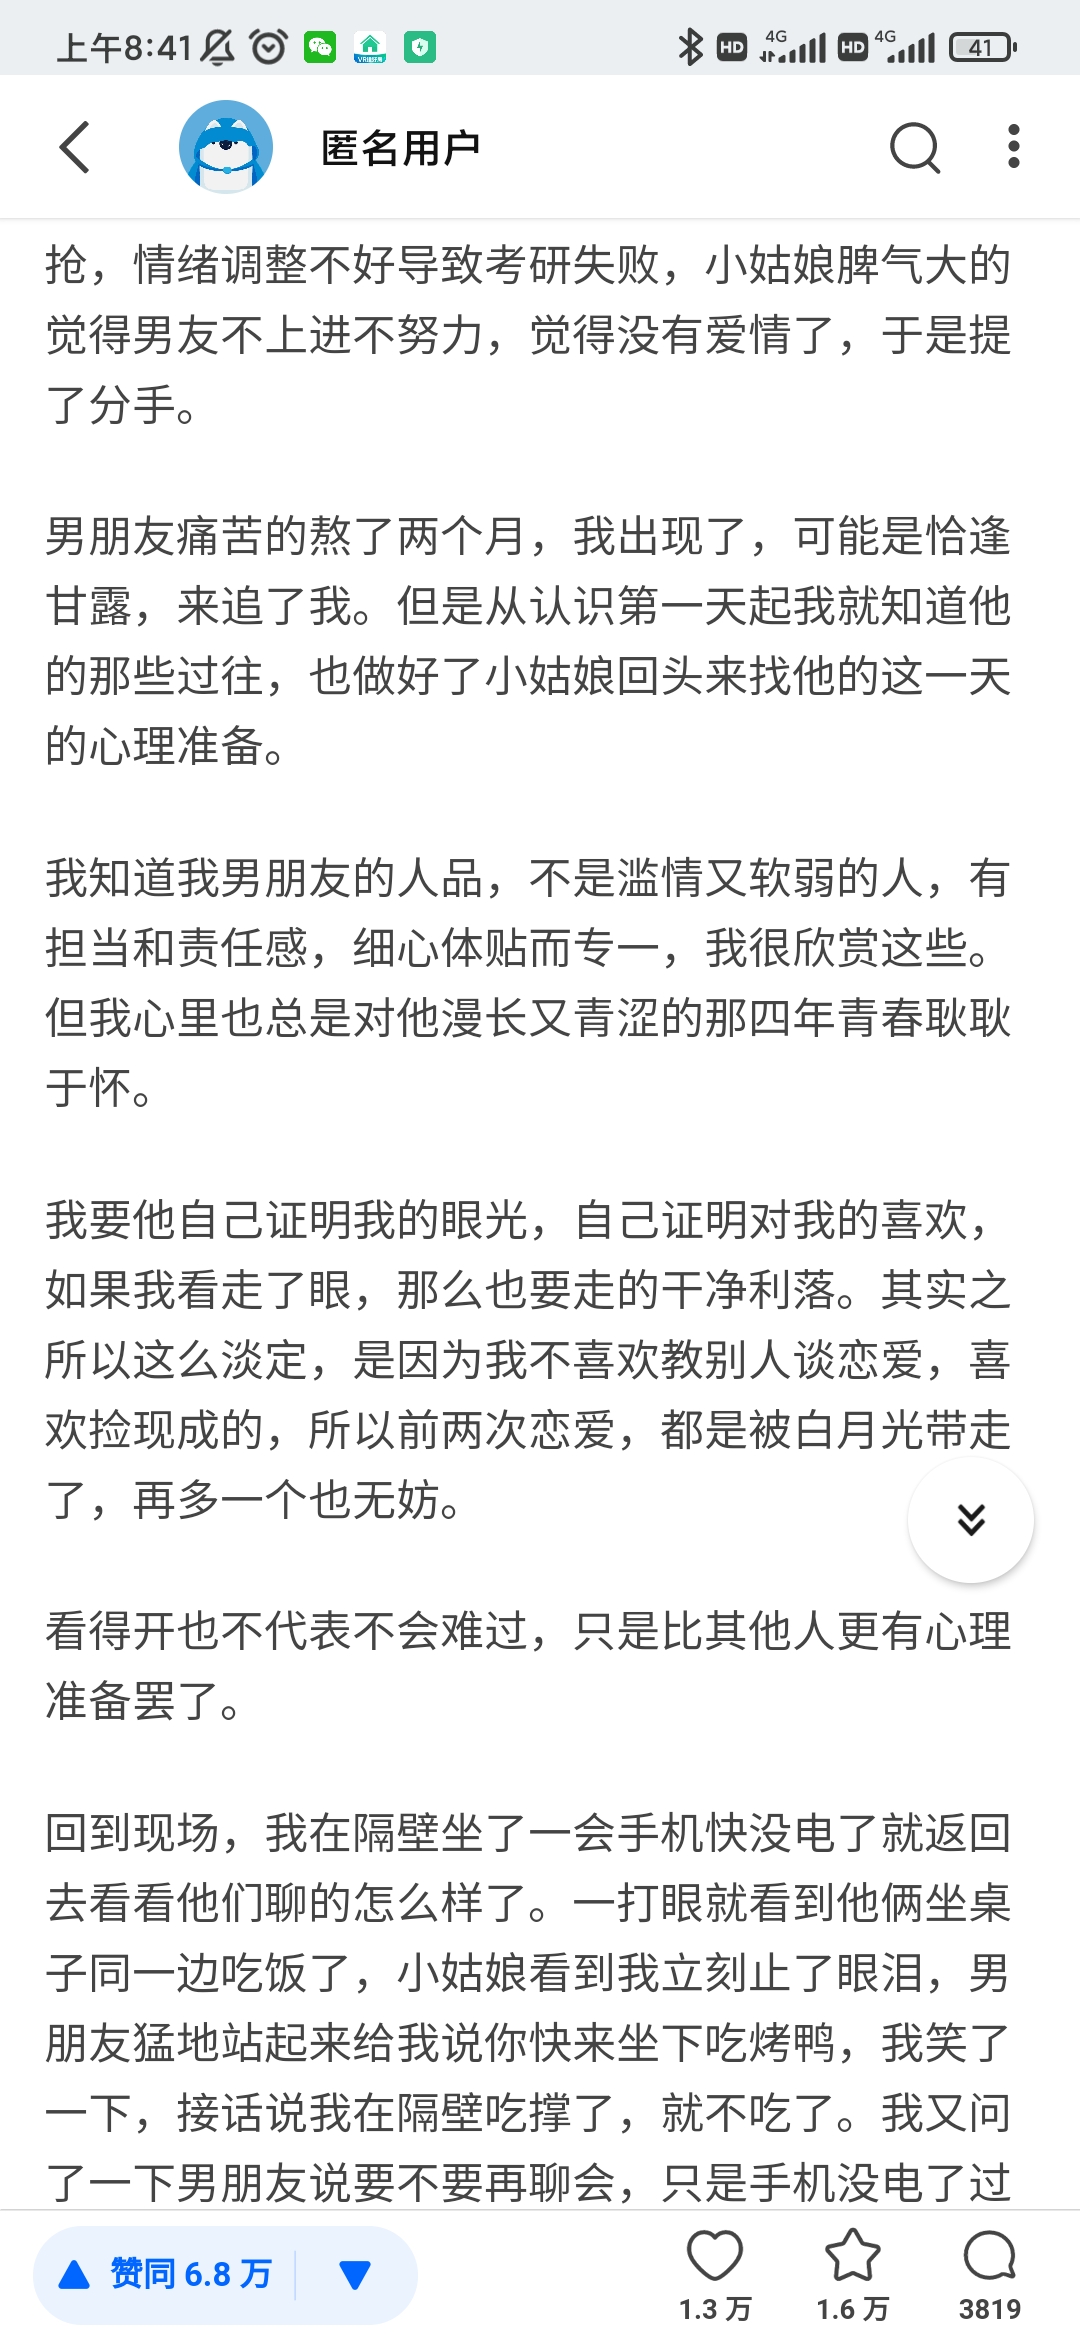 上午8:41
HD 4G HD 4G 41
匿名用户
抢，情绪调整不好导致考研失败，小姑娘脾气大的
觉得男友不上进不努力，觉得没有爱情了，于是提
了分手。
男朋友痛苦的熬了两个月，我出现了，可能是恰逢
甘露，来追了我。但是从认识第一天起我就知道他
的那些过往，也做好了小姑娘回头来找他的这一天
的心理准备。
我知道我男朋友的人品，不是滥情又软弱的人，有
担当和责任感，细心体贴而专一，我很欣赏这些。
但我心里也总是对他漫长又青涩的那四年青春耿耿
于怀。
我要他自己证明我的眼光，自己证明对我的喜欢，
如果我看走了眼，那么也要走的干净利落。其实之
所以这么淡定，是因为我不喜欢教别人谈恋爱，喜
欢捡现成的，所以前两次恋爱，都是被白月光带走
了，再多一个也无妨。
看得开也不代表不会难过，只是比其他人更有心理
准备罢了。
回到现场，我在隔壁坐了一会手机快没电了就返回
去看看他们聊的怎么样了。一打眼就看到他俩坐桌
子同一边吃饭了，小姑娘看到我立刻止了眼泪，男
朋友猛地站起来给我说你快来坐下吃烤鸭，我笑了
一下，接话说我在隔壁吃撑了，就不吃了。我又问
了一下男朋友说要不要再聊会，只是手机没电了过
赞同 6.8 万
1.3 万 1.6 万 3819